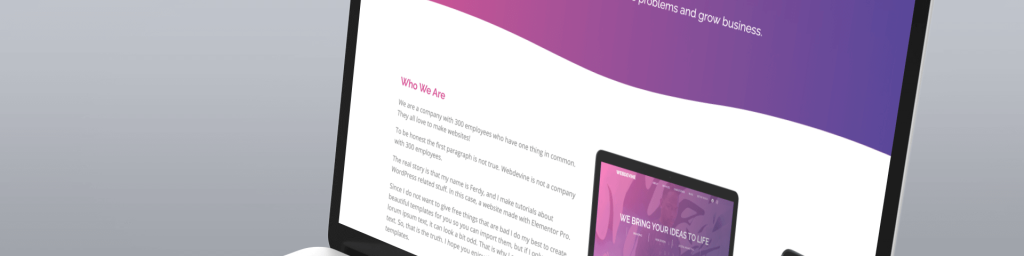 problems and grow business.
Who We Are
We are a company with 300 employees who have one thing in common.
They all love to make websites!
To be honest the first paragraph is not true. Webdevine is not a company
with 300 employees.
The real story is that my name is Ferdy, and I make tutorials about
WordPress related stuff. In this case, a website made with Elementor Pro.
Since I do not want to give free things that are bad I do my best to create
beautiful templates for you so you can import them, but if I only
lorum ipsum text, it can look a bit odd. That is why I
text. So, that is the truth. I hope you enjoy
templates.
WEBDEVINE
WE BRING YOUR IDEAS TO LIFE